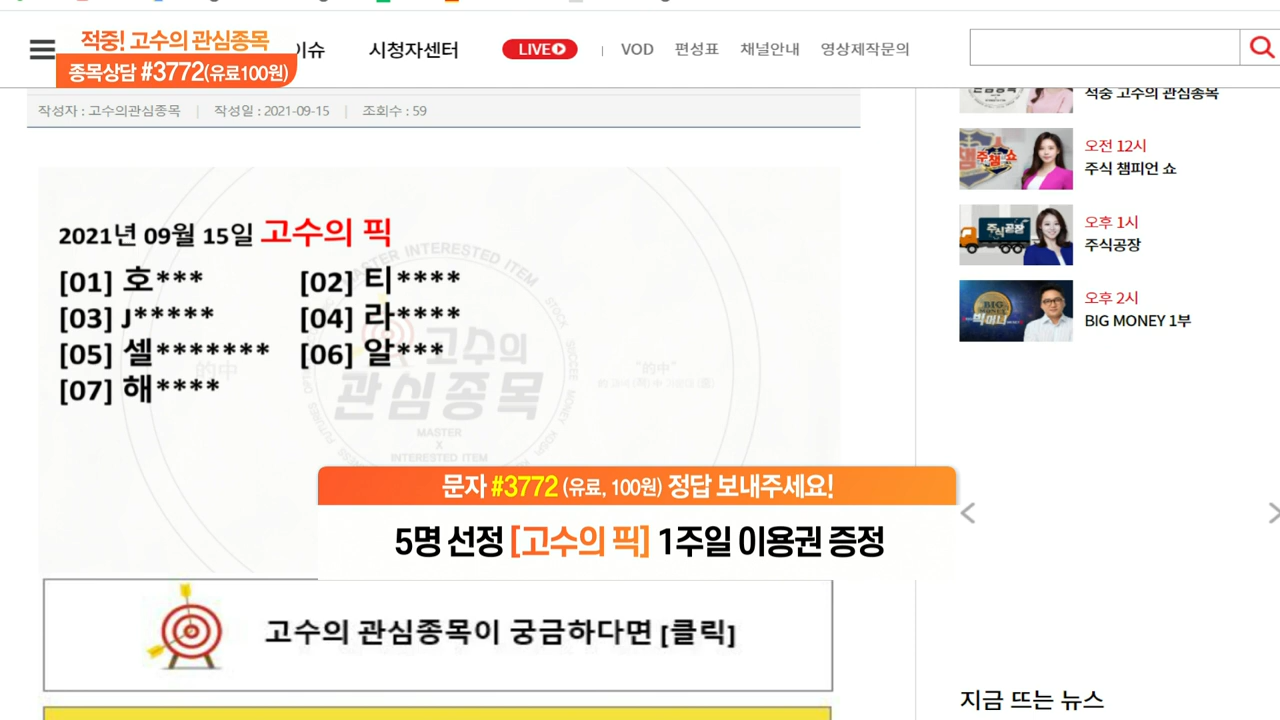 적중! 고수의 관심종목
종목상담 #3772(유료100원)
이슈 시청자센터 LIVE VOD 편성표 채널안내 영상제작문의
작성자 : 고수의관심종목 | 작성일 : 2021-09-15 | 조회수 : 59
2021년 09월 15일 고수의 픽
[01] 호*** [02] 티****
[03] J***** [04] 라****
[05] 셀******* [06] 알***
[07] 해****
MASTER INTERESTED ITEM
STOCK
고수의
관심종목
MASTER
X
INTERESTED ITEM
"的中"
문자 #3772 (유료, 100원) 정답 보내주세요!
5명 선정 [고수의 픽] 1주일 이용권 증정
고수의 관심종목이 궁금하다면 [클릭]
적중 고수의 관심종목
오전 12시
주식 챔피언 쇼
오후 1시
주식공장
오후 2시
BIG MONEY 1부
지금 뜨는 뉴스